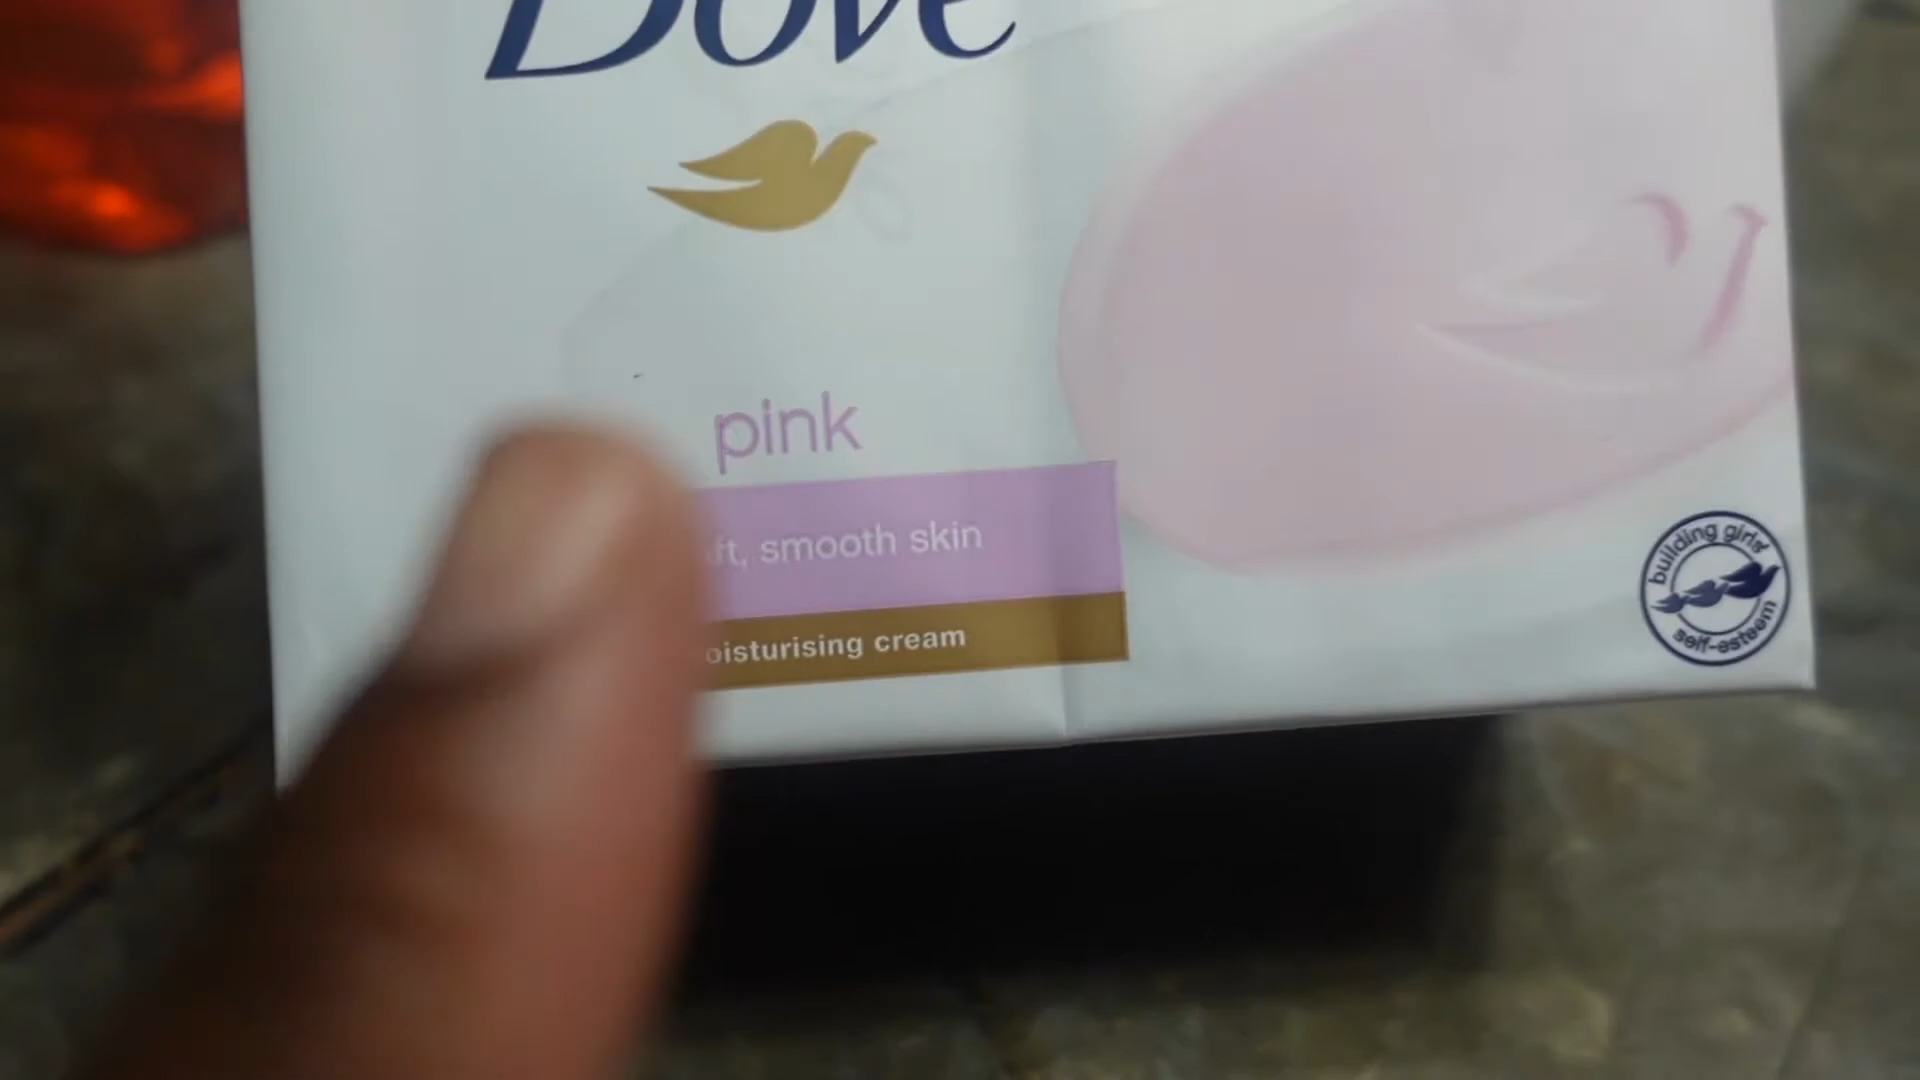 Dove
pink
ft, smooth skin
oisturising cream
building girls'
self-esteem